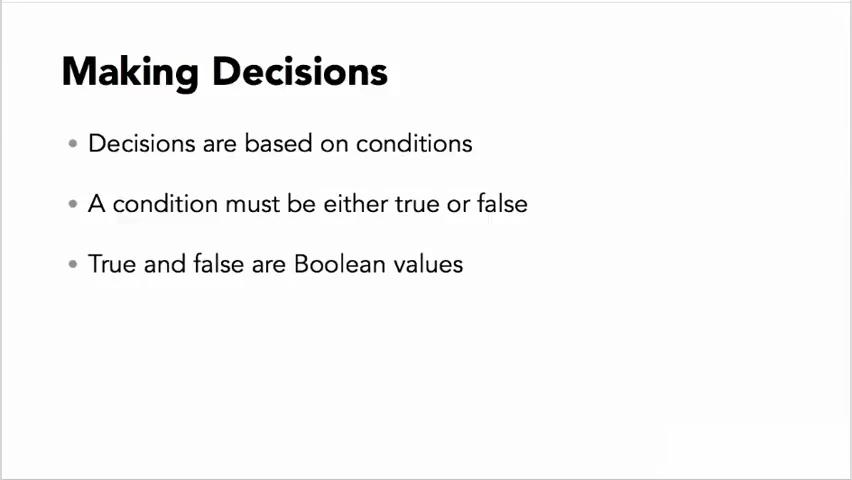 Making Decisions
• Decisions are based on conditions
• A condition must be either true or false
• True and false are Boolean values